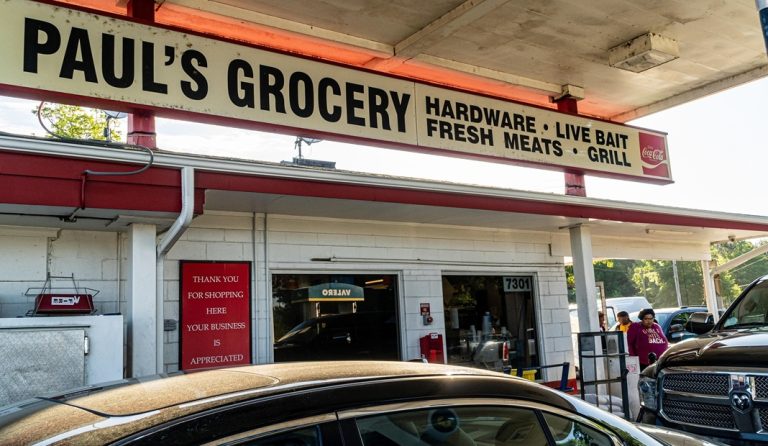 PAUL'S GROCERY
HARDWARE • LIVE BAIT
FRESH MEATS • GRILL
Coca-Cola
THANK YOU
FOR SHOPPING
HERE
YOUR BUSINESS
IS
APPRECIATED
VALERO
7301
BACK